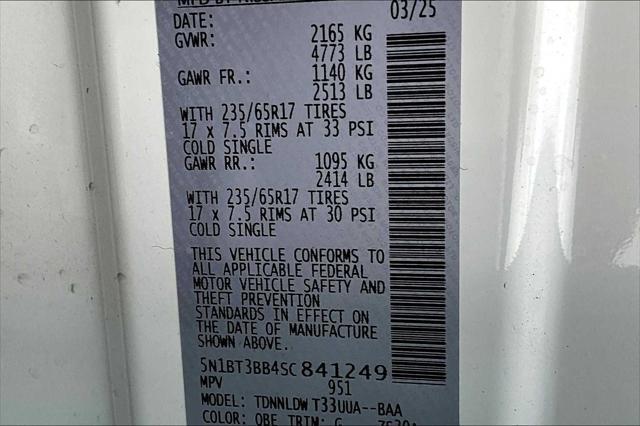 MFD BY
DATE: 03/25
GVWR: 2165 KG
4773 LB
GAWR FR.: 1140 KG
2513 LB
WITH 235/65R17 TIRES
17 x 7.5 RIMS AT 33 PSI
COLD SINGLE
GAWR RR.: 1095 KG
2414 LB
WITH 235/65R17 TIRES
17 x 7.5 RIMS AT 30 PSI
COLD SINGLE
THIS VEHICLE CONFORMS TO
ALL APPLICABLE FEDERAL
MOTOR VEHICLE SAFETY AND
THEFT PREVENTION
STANDARDS IN EFFECT ON
THE DATE OF MANUFACTURE
SHOWN ABOVE.
5N1BT3BB4SC841249
MPV 951
MODEL: TDNNLDW T33UUA--BAA
COLOR: QBE TRIM: G